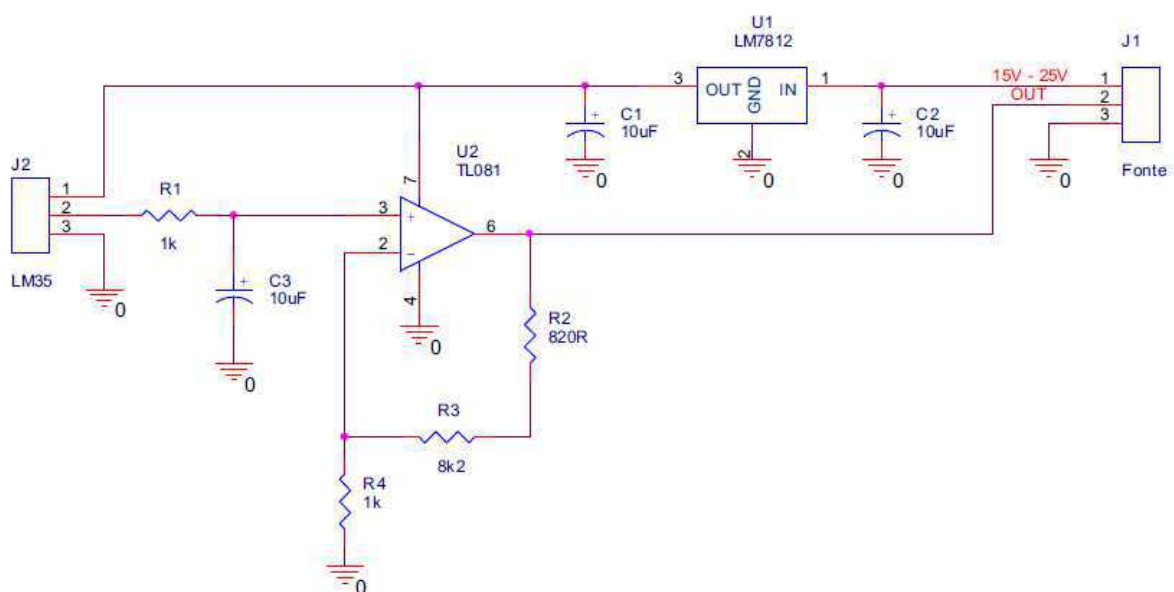 U1
LM7812
J1
3
OUT
GND
IN
1
2
15V - 25V
OUT
1
2
3
Fonte
C1
10uF
0
0
C2
10uF
0
0
J2
1
2
3
LM35
0
R1
1k
C3
10uF
0
U2
TL081
7
3
+
2
-
6
4
0
R2
820R
R3
8k2
R4
1k
0